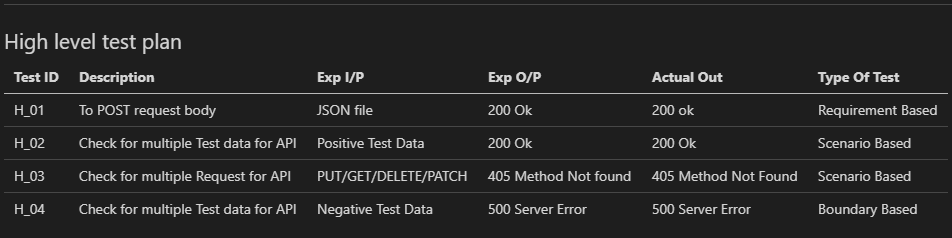 High level test plan
Test ID Description Exp I/P Exp O/P Actual Out Type Of Test
H_01 To POST request body JSON file 200 Ok 200 ok Requirement Based
H_02 Check for multiple Test data for API Positive Test Data 200 Ok 200 Ok Scenario Based
H_03 Check for multiple Request for API PUT/GET/DELETE/PATCH 405 Method Not found 405 Method Not Found Scenario Based
H_04 Check for multiple Test data for API Negative Test Data 500 Server Error 500 Server Error Boundary Based